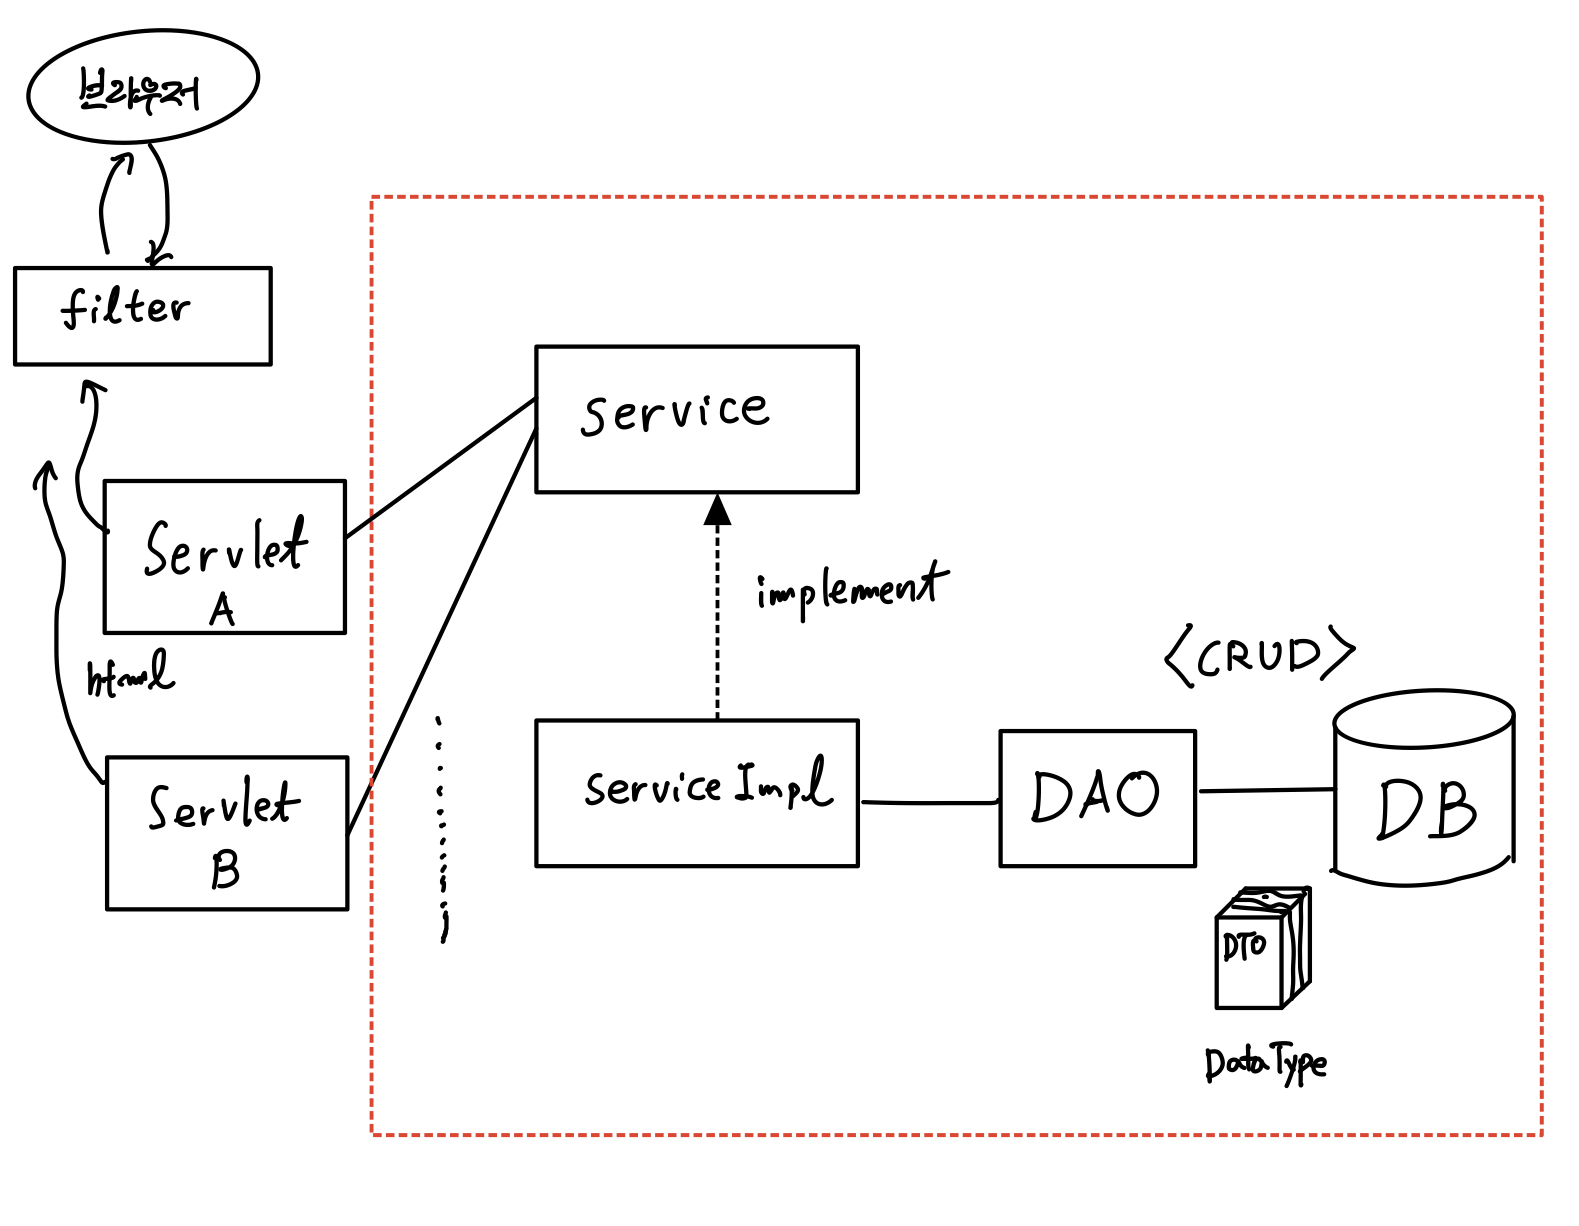 브라우저
filter
Service
Servlet
A
implement
html
<CRUD>
Servlet
B
Service Impl
DAO
DB
DTO
DataType